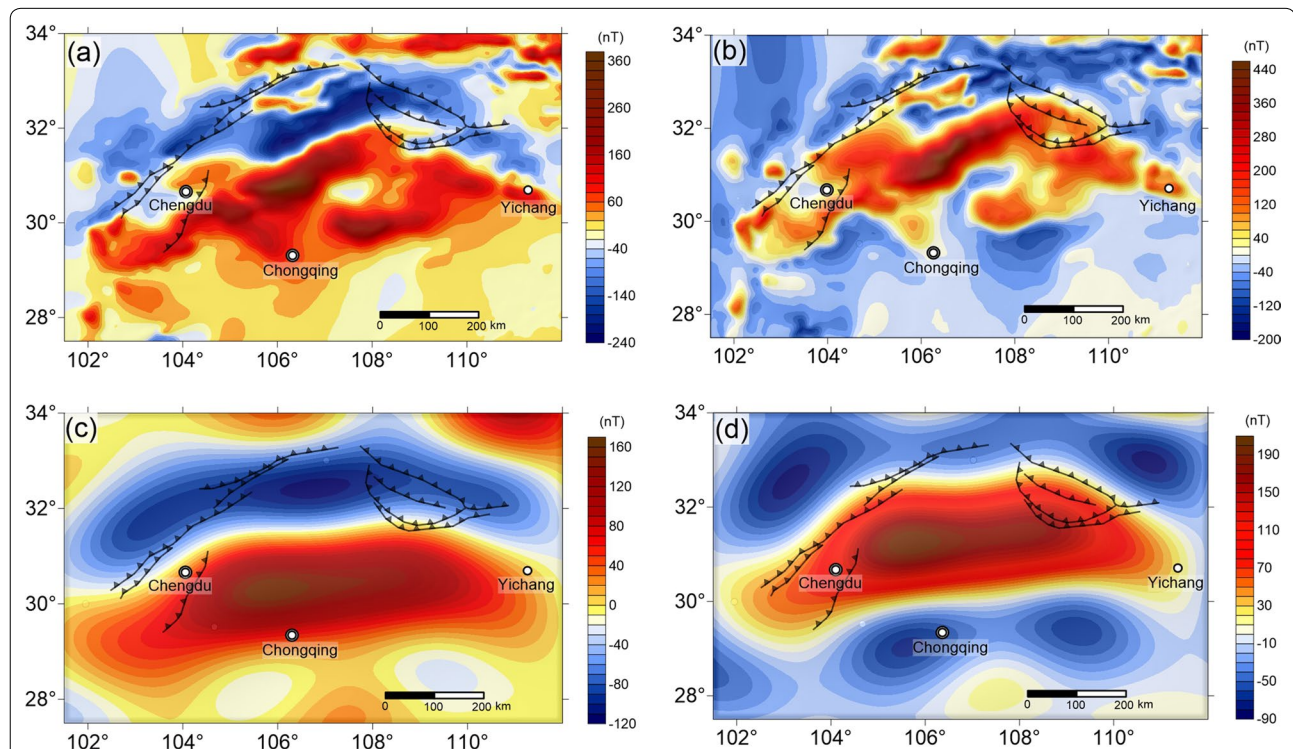 (a)
34°
32°
30°
28°
102° 104° 106° 108° 110°
Chengdu
Chongqing
Yichang
0 100 200 km
(nT)
360
260
160
60
-40
-140
-240
(b)
34°
32°
30°
28°
102° 104° 106° 108° 110°
Chengdu
Chongqing
Yichang
0 100 200 km
(nT)
440
360
280
200
120
40
-40
-120
-200
(c)
34°
32°
30°
28°
102° 104° 106° 108° 110°
Chengdu
Chongqing
Yichang
0 100 200 km
(nT)
160
120
80
40
0
-40
-80
-120
(d)
34°
32°
30°
28°
102° 104° 106° 108° 110°
Chengdu
Chongqing
Yichang
0 100 200 km
(nT)
190
150
110
70
30
-10
-50
-90